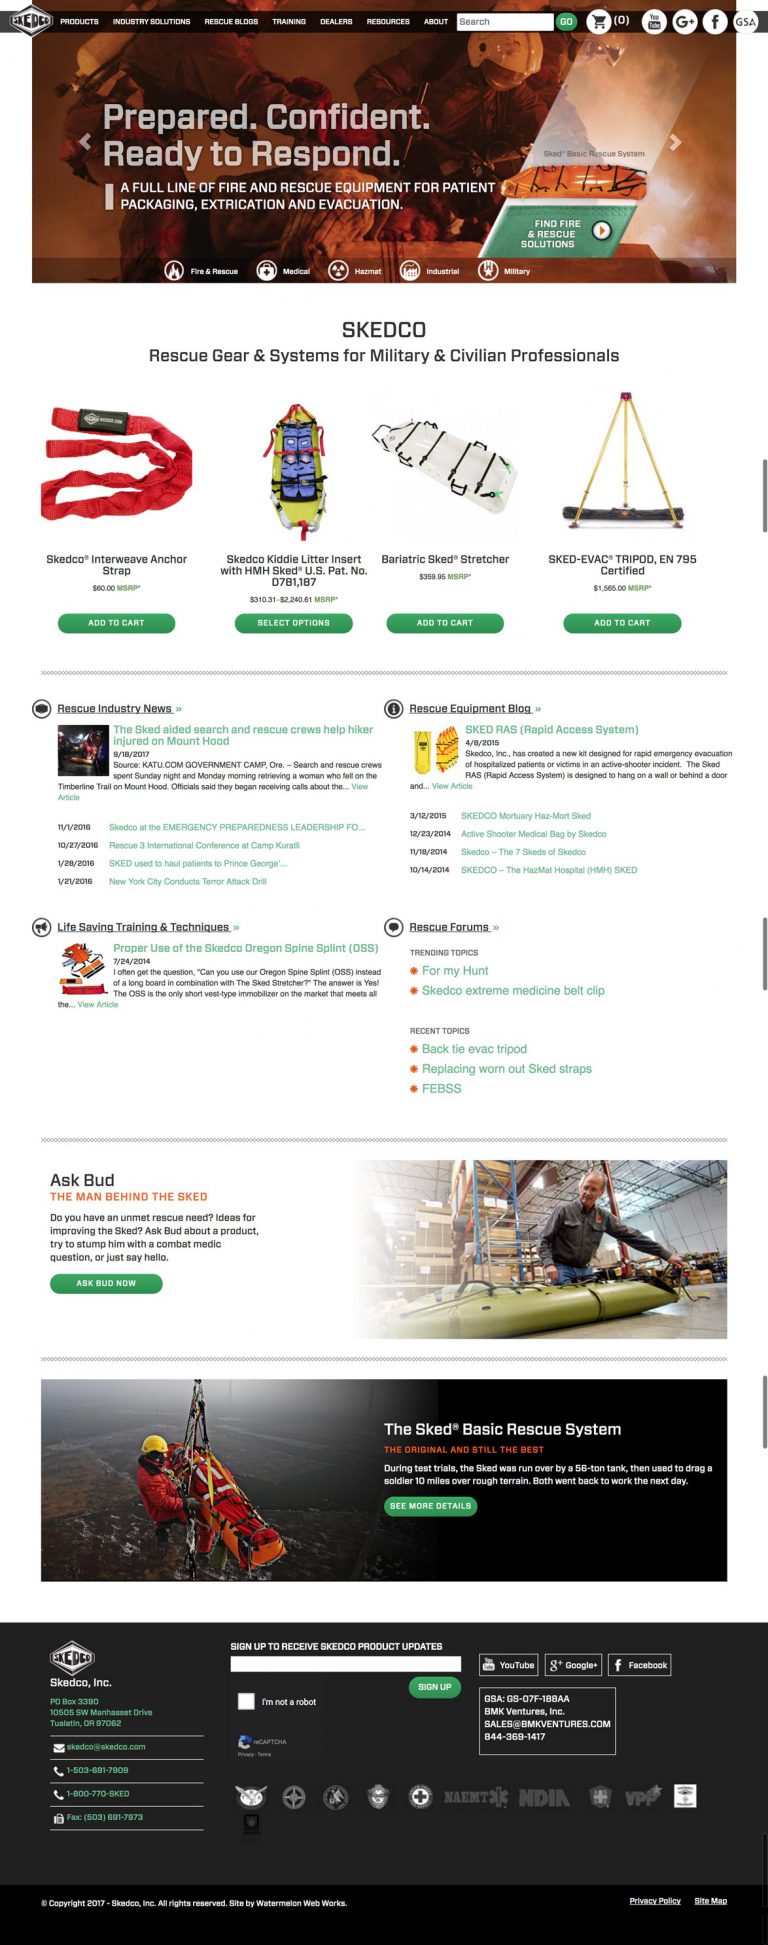 SKEDCO
PRODUCTS INDUSTRY SOLUTIONS RESCUE BLOGS TRAINING DEALERS RESOURCES ABOUT Search GO (0) You Tube G+ f GSA
Prepared. Confident.
Ready to Respond.
A FULL LINE OF FIRE AND RESCUE EQUIPMENT FOR PATIENT
PACKAGING, EXTRICATION AND EVACUATION.
Sked® Basic Rescue System
FIND FIRE
& RESCUE
SOLUTIONS
Fire & Rescue Medical Hazmat Industrial Military
SKEDCO
Rescue Gear & Systems for Military & Civilian Professionals
Skedco® Interweave Anchor
Strap
$60.00 MSRP*
ADD TO CART
Skedco Kiddie Litter Insert
with HMH Sked® U.S. Pat. No.
D781,187
$310.31–$2,240.61 MSRP*
SELECT OPTIONS
Bariatric Sked® Stretcher
$359.95 MSRP*
ADD TO CART
SKED-EVAC® TRIPOD, EN 795
Certified
$1,565.00 MSRP*
ADD TO CART
Rescue Industry News »
The Sked aided search and rescue crews help hiker
injured on Mount Hood
9/18/2017
Source: KATU.COM GOVERNMENT CAMP, Ore. – Search and rescue crews
spent Sunday night and Monday morning retrieving a woman who fell on the
Timberline Trail on Mount Hood. Officials said they began receiving calls about the... View
Article
11/1/2016 Skedco at the EMERGENCY PREPAREDNESS LEADERSHIP FO...
10/27/2016 Rescue 3 International Conference at Camp Kuratli
1/28/2016 SKED used to haul patients to Prince George'...
1/21/2016 New York City Conducts Terror Attack Drill
Rescue Equipment Blog »
SKED RAS (Rapid Access System)
4/8/2015
Skedco, Inc., has created a new kit designed for rapid emergency evacuation
of hospitalized patients or victims in an active-shooter incident. The Sked
RAS (Rapid Access System) is designed to hang on a wall or behind a door
and... View Article
3/12/2015 SKEDCO Mortuary Haz-Mort Sked
12/23/2014 Active Shooter Medical Bag by Skedco
11/18/2014 Skedco – The 7 Skeds of Skedco
10/14/2014 SKEDCO – The HazMat Hospital (HMH) SKED
Life Saving Training & Techniques »
Proper Use of the Skedco Oregon Spine Splint (OSS)
7/24/2014
I often get the question, "Can you use our Oregon Spine Splint (OSS) instead
of a long board in combination with The Sked Stretcher?" The answer is Yes!
The OSS is the only short vest-type immobilizer on the market that meets all
the... View Article
Rescue Forums »
TRENDING TOPICS
For my Hunt
Skedco extreme medicine belt clip
RECENT TOPICS
Back tie evac tripod
Replacing worn out Sked straps
FEBSS
Ask Bud
THE MAN BEHIND THE SKED
Do you have an unmet rescue need? Ideas for
improving the Sked? Ask Bud about a product,
try to stump him with a combat medic
question, or just say hello.
ASK BUD NOW
The Sked® Basic Rescue System
THE ORIGINAL AND STILL THE BEST
During test trials, the Sked was run over by a 56-ton tank, then used to drag a
soldier 10 miles over rough terrain. Both went back to work the next day.
SEE MORE DETAILS
SKEDCO
Skedco, Inc.
PO Box 3390
10505 SW Manhasset Drive
Tualatin, OR 97062
skedco@skedco.com
1-503-691-7909
1-800-770-SKED
Fax: (503) 691-7973
SIGN UP TO RECEIVE SKEDCO PRODUCT UPDATES
SIGN UP
I'm not a robot
reCAPTCHA
Privacy - Terms
You Tube YouTube g+ Google+ f Facebook
GSA: GS-07F-188AA
BMK Ventures, Inc.
SALES@BMKVENTURES.COM
844-369-1417
NAEMT NDIA VPP
© Copyright 2017 - Skedco, Inc. All rights reserved. Site by Watermelon Web Works.
Privacy Policy Site Map